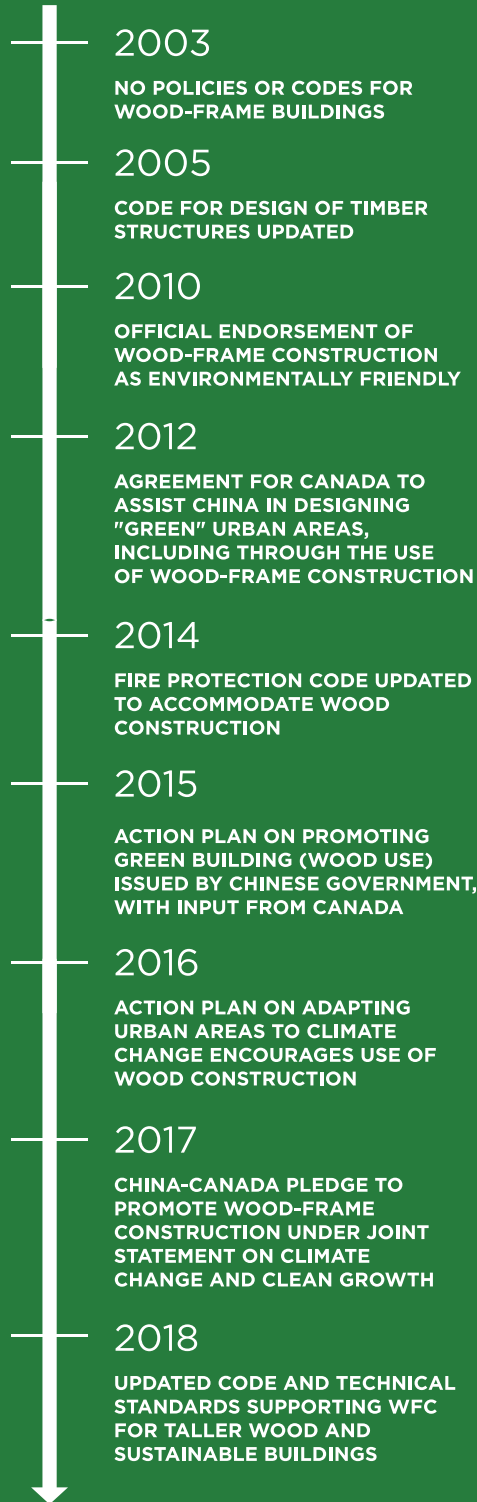 2003
NO POLICIES OR CODES FOR
WOOD-FRAME BUILDINGS
2005
CODE FOR DESIGN OF TIMBER
STRUCTURES UPDATED
2010
OFFICIAL ENDORSEMENT OF
WOOD-FRAME CONSTRUCTION
AS ENVIRONMENTALLY FRIENDLY
2012
AGREEMENT FOR CANADA TO
ASSIST CHINA IN DESIGNING
"GREEN" URBAN AREAS,
INCLUDING THROUGH THE USE
OF WOOD-FRAME CONSTRUCTION
2014
FIRE PROTECTION CODE UPDATED
TO ACCOMMODATE WOOD
CONSTRUCTION
2015
ACTION PLAN ON PROMOTING
GREEN BUILDING (WOOD USE)
ISSUED BY CHINESE GOVERNMENT,
WITH INPUT FROM CANADA
2016
ACTION PLAN ON ADAPTING
URBAN AREAS TO CLIMATE
CHANGE ENCOURAGES USE OF
WOOD CONSTRUCTION
2017
CHINA-CANADA PLEDGE TO
PROMOTE WOOD-FRAME
CONSTRUCTION UNDER JOINT
STATEMENT ON CLIMATE
CHANGE AND CLEAN GROWTH
2018
UPDATED CODE AND TECHNICAL
STANDARDS SUPPORTING WFC
FOR TALLER WOOD AND
SUSTAINABLE BUILDINGS